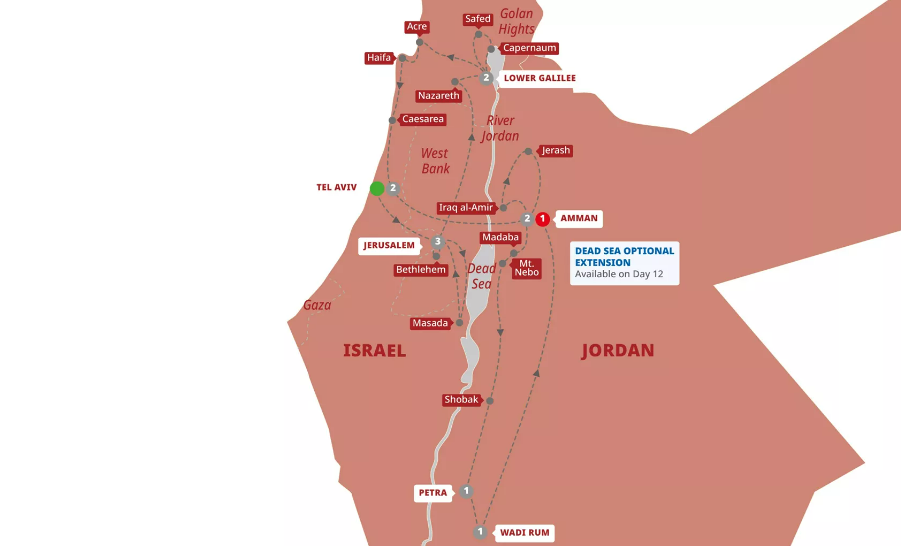 Safed
Golan
Hights
Acre
Capernaum
Haifa
2
LOWER GALILEE
Nazareth
Caesarea
River
Jordan
West
Bank
Jerash
TEL AVIV
2
Iraq al-Amir
2
1
AMMAN
Madaba
JERUSALEM
3
Bethlehem
Mt.
Nebo
Dead
Sea
DEAD SEA OPTIONAL
EXTENSION
Available on Day 12
Gaza
Masada
ISRAEL
JORDAN
Shobak
PETRA
1
1
WADI RUM